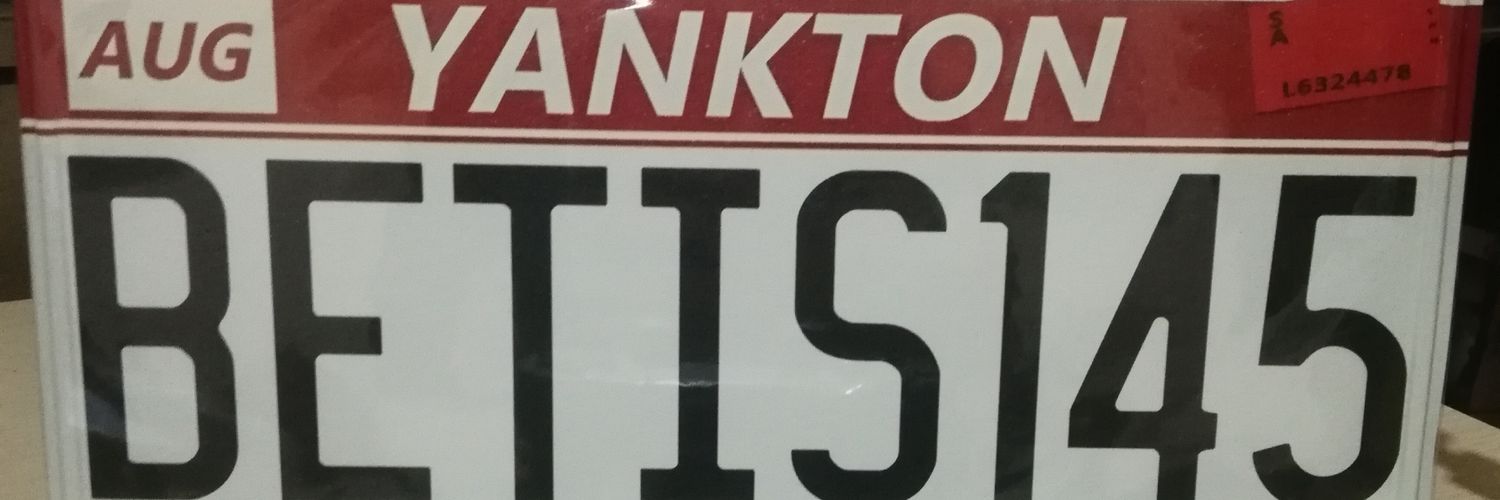 AUG
YANKTON
SA
L6324478
BETIS145